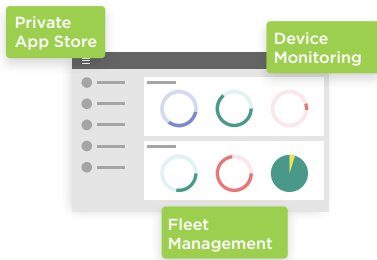 Private
App Store
Device
Monitoring
Fleet
Management